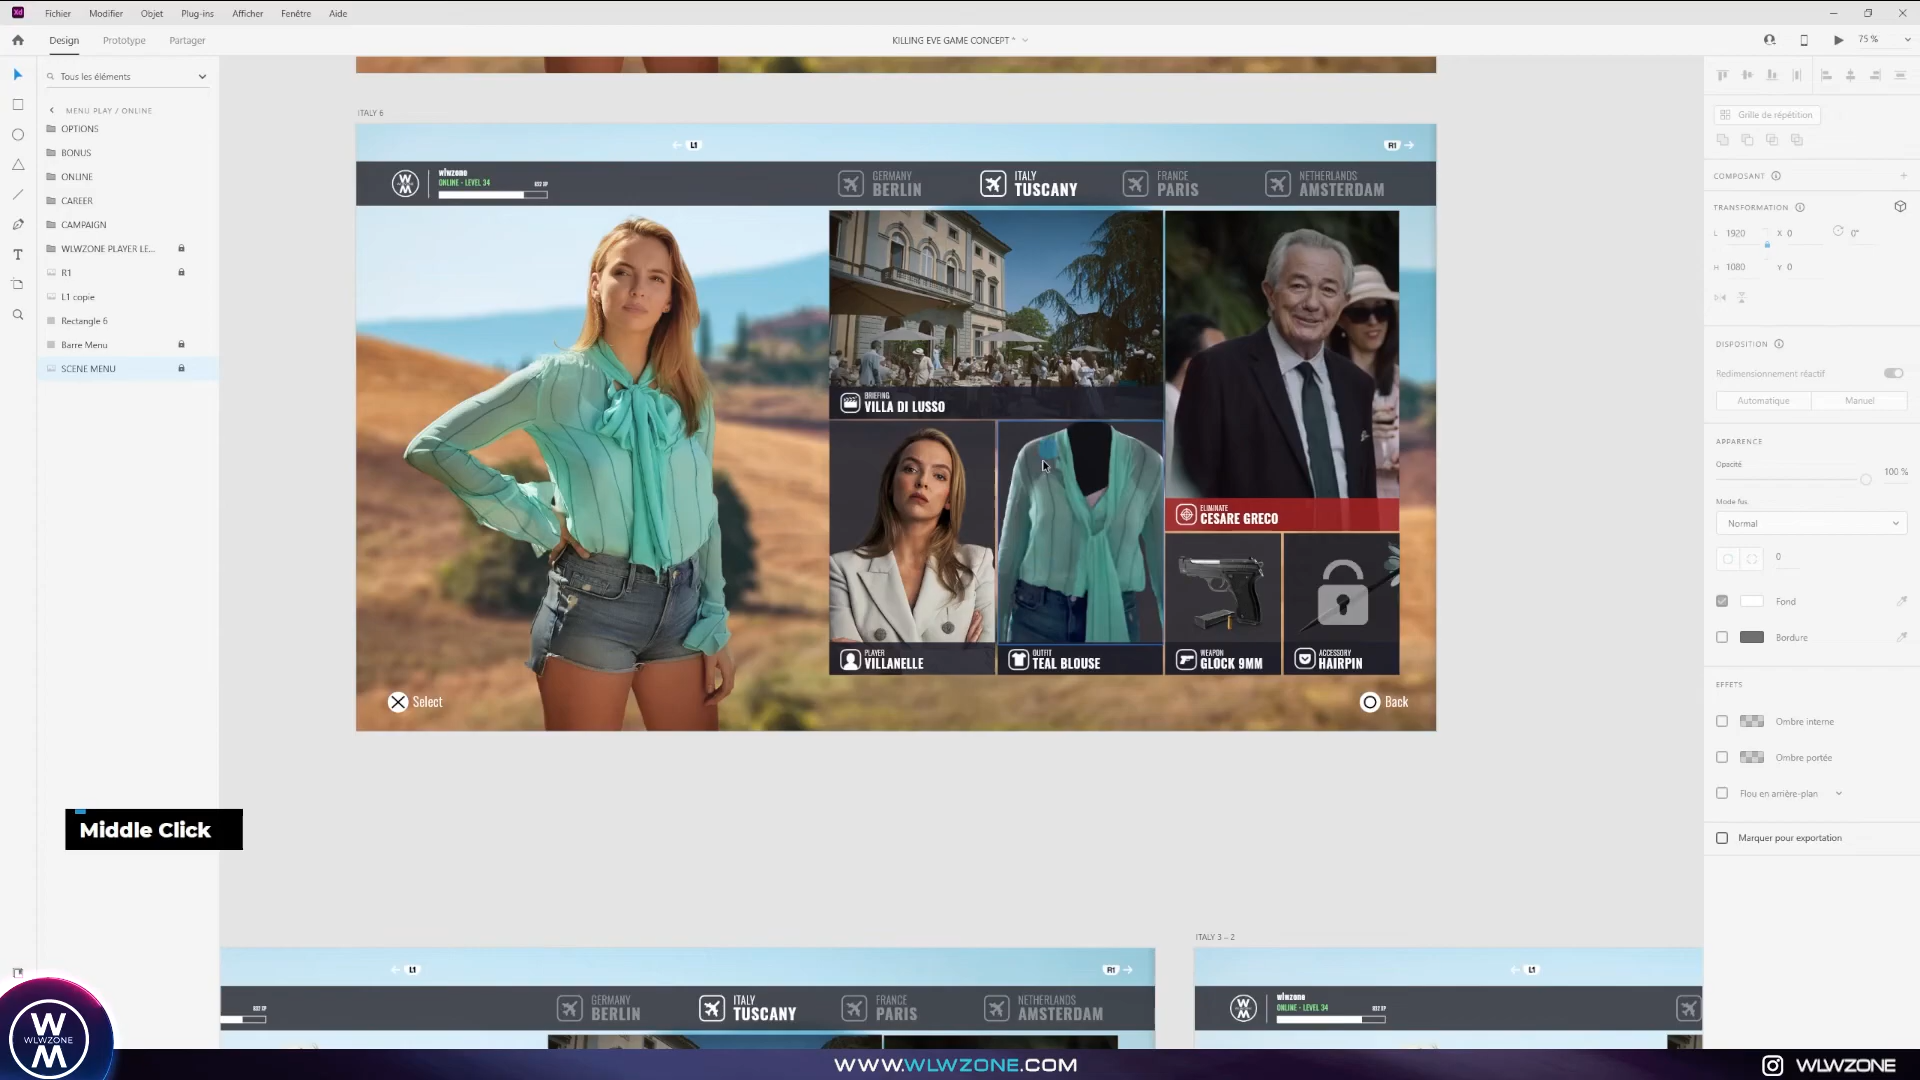 Xd
Fichier
Modifier
Objet
Plug-ins
Afficher
Fenêtre
Aide
Design
Prototype
Partager
KILLING EVE GAME CONCEPT *
75 %
Tous les éléments
MENU PLAY / ONLINE
OPTIONS
BONUS
ONLINE
CAREER
CAMPAIGN
WLWZONE PLAYER LE...
R1
L1 copie
Rectangle 6
Barre Menu
SCENE MENU
ITALY 6
L1
R1
WM
wlwzone
ONLINE - LEVEL 34
GERMANY
BERLIN
ITALY
TUSCANY
FRANCE
PARIS
NETHERLANDS
AMSTERDAM
BRIEFING
VILLA DI LUSSO
ELIMINATE
CESARE GRECO
PLAYER
VILLANELLE
OUTFIT
TEAL BLOUSE
WEAPON
GLOCK 9MM
ACCESSORY
HAIRPIN
Select
Back
Grille de répétition
COMPOSANT
TRANSFORMATION
L 1920
X 0
0°
H 1080
Y 0
DISPOSITION
Redimensionnement réactif
Automatique
Manuel
APPARENCE
Opacité
100 %
Mode fus.
Normal
0
Fond
Bordure
EFFETS
Ombre interne
Ombre portée
Flou en arrière-plan
Marquer pour exportation
Middle Click
ITALY 3 – 2
L1
R1
GERMANY
BERLIN
ITALY
TUSCANY
FRANCE
PARIS
NETHERLANDS
AMSTERDAM
L1
WM
wlwzone
ONLINE - LEVEL 34
W
WLWZONE
M
WWW.WLWZONE.COM
WLWZONE